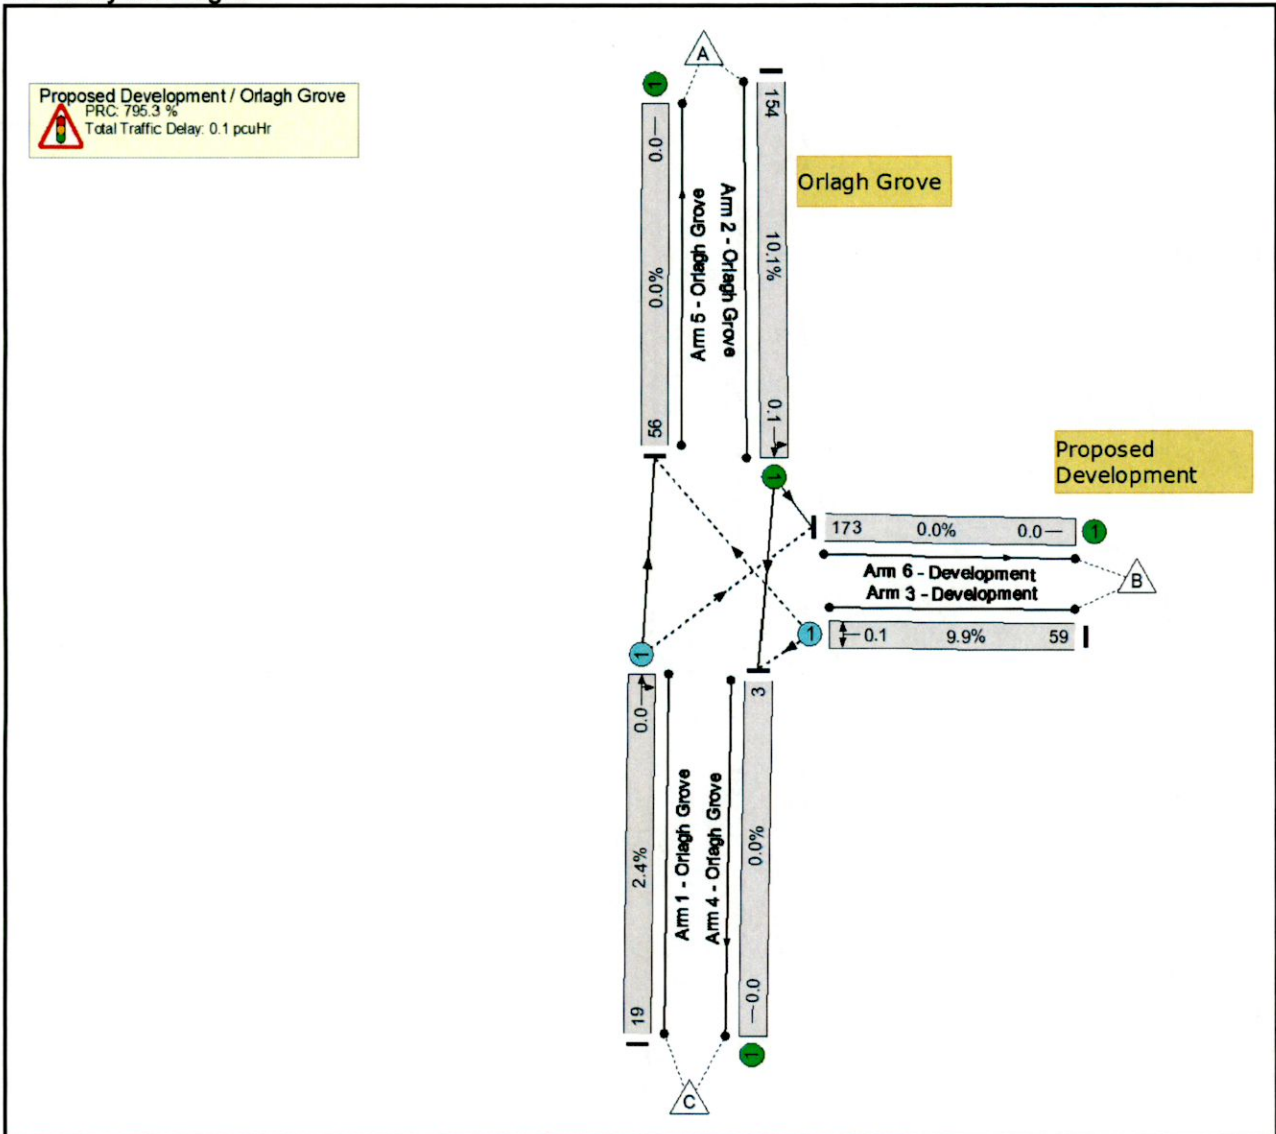 Proposed Development / Orlagh Grove
PRC: 795.3 %
Total Traffic Delay: 0.1 pcuHr
A
1
0.0
0.0%
56
Arm 5 - Orlagh Grove
Arm 2 - Orlagh Grove
154
10.1%
0.1
1
Orlagh Grove
Proposed
Development
173 0.0% 0.0
1
Arm 6 - Development
Arm 3 - Development
B
1
0.1 9.9% 59
1
0.0
2.4%
19
Arm 1 - Orlagh Grove
Arm 4 - Orlagh Grove
3
0.0%
0.0
1
C